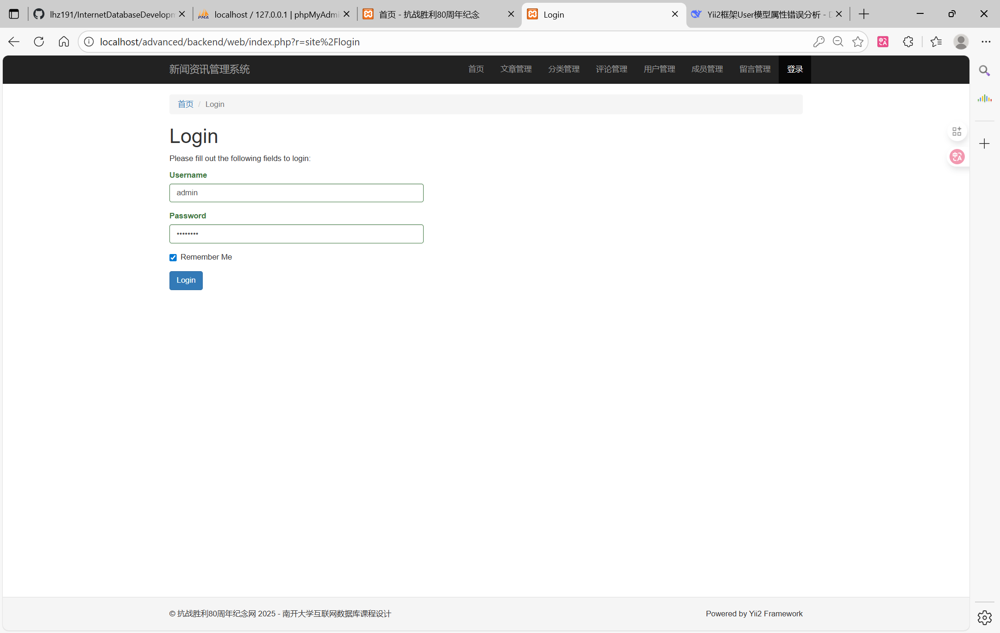 lhz191/InternetDatabaseDevelopn
localhost / 127.0.0.1 | phpMyAdmi
首页 - 抗战胜利80周年纪念
Login
Yii2框架User模型属性错误分析 - D
localhost/advanced/backend/web/index.php?r=site%2Flogin
新闻资讯管理系统
首页 文章管理 分类管理 评论管理 用户管理 成员管理 留言管理 登录
首页 / Login
Login
Please fill out the following fields to login:
Username
admin
Password
Remember Me
Login
© 抗战胜利80周年纪念网 2025 - 南开大学互联网数据库课程设计
Powered by Yii2 Framework